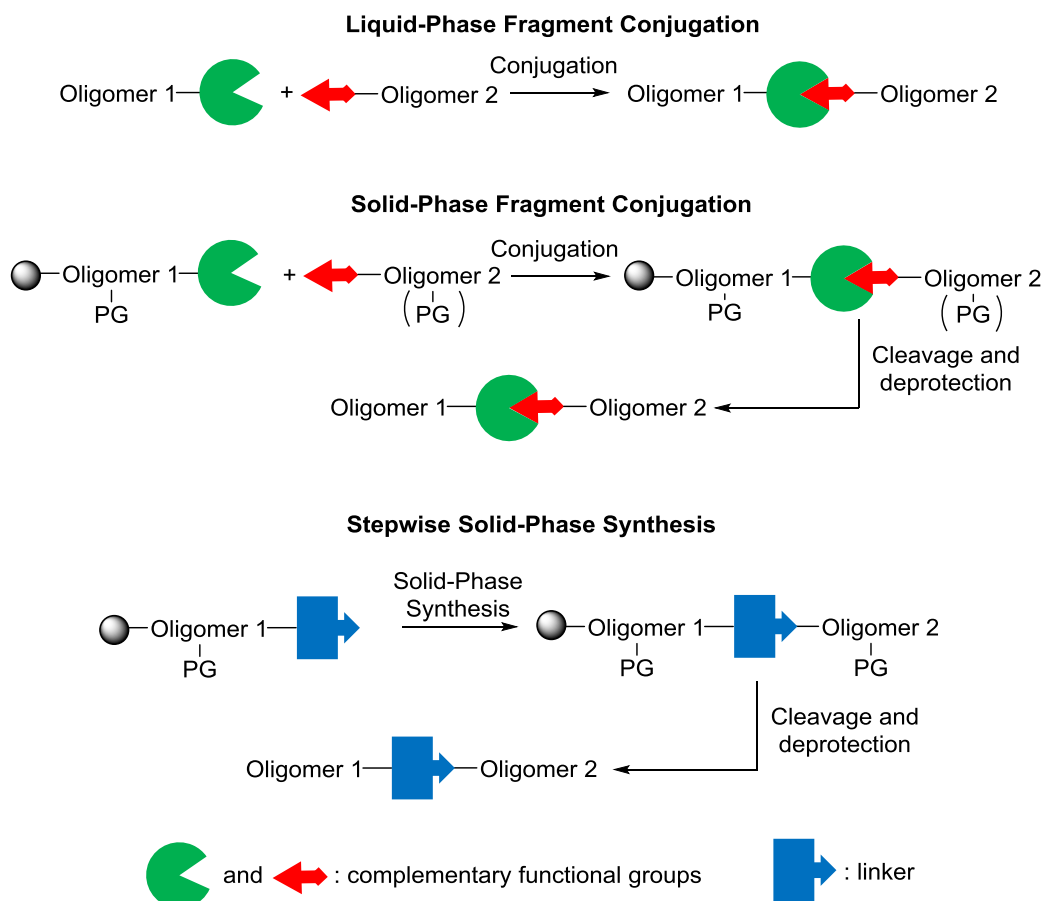 Liquid-Phase Fragment Conjugation
Oligomer 1 + Oligomer 2 Conjugation Oligomer 1 Oligomer 2
Solid-Phase Fragment Conjugation
Oligomer 1 + Oligomer 2 Conjugation Oligomer 1 Oligomer 2
PG (PG) PG (PG)
Cleavage and
deprotection
Oligomer 1 Oligomer 2
Stepwise Solid-Phase Synthesis
Solid-Phase
Synthesis
Oligomer 1 Oligomer 1 Oligomer 2
PG PG PG
Cleavage and
deprotection
Oligomer 1 Oligomer 2
and : complementary functional groups : linker